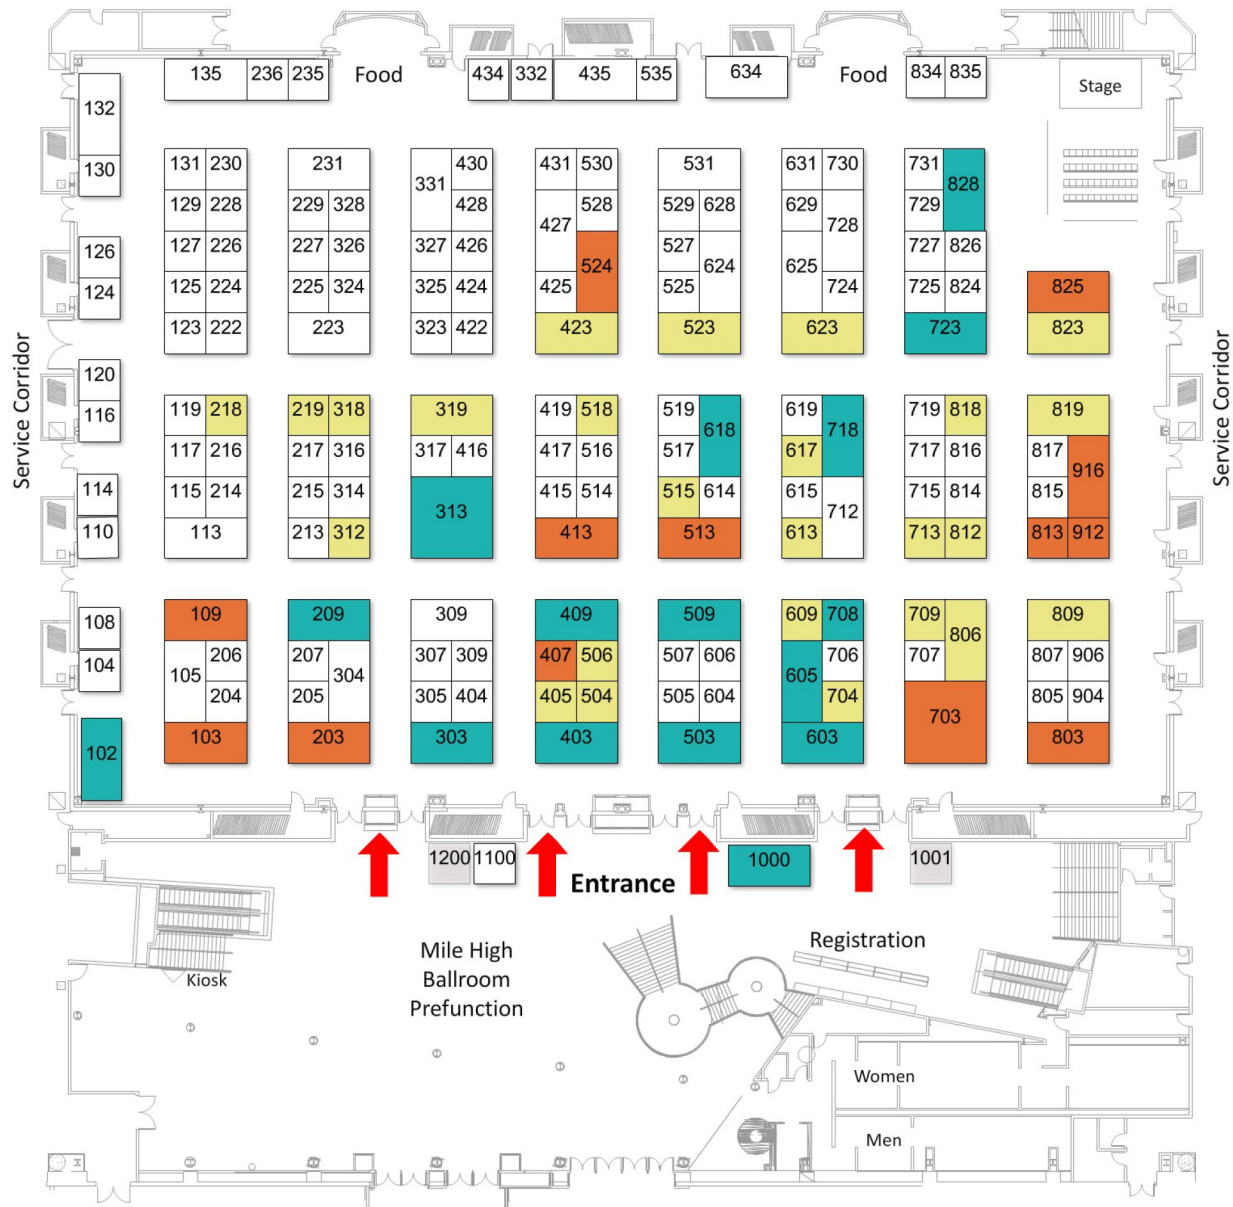 135 236 235 Food 434 332 435 535 634 Food 834 835
Stage
132
130
131 230 231 331 430 431 530 531 631 730 731 828
129 228 229 328 428 427 528 529 628 629 728 729
127 226 227 326 327 426 524 527 624 625 727 826
126
125 224 225 324 325 424 425 525 724 725 824 825
124
123 222 223 323 422 423 523 623 723 823
Service Corridor
Service Corridor
120
116
119 218 219 318 319 419 518 519 618 619 718 719 818 819
117 216 217 316 317 416 417 516 517 617 717 816 817 916
115 214 215 314 313 415 514 515 614 615 712 715 814 815
114
110
113 213 312 413 513 613 713 812 813 912
108
104
109 209 309 409 509 609 708 709 806 809
105 206 207 304 307 309 407 506 507 606 605 706 707 807 906
204 205 305 404 405 504 505 604 704 703 805 904
103 203 303 403 503 603 803
102
1200 1100 1000 1001
Entrance
Mile High
Ballroom
Prefunction
Registration
Kiosk
Women
Men